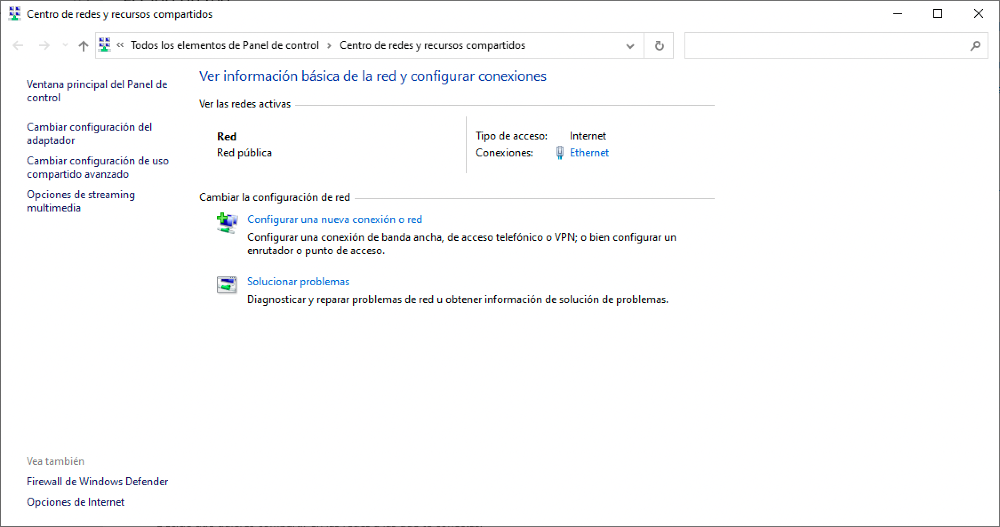 Centro de redes y recursos compartidos
« Todos los elementos de Panel de control > Centro de redes y recursos compartidos
Ventana principal del Panel de
control
Cambiar configuración del
adaptador
Cambiar configuración de uso
compartido avanzado
Opciones de streaming
multimedia
Ver información básica de la red y configurar conexiones
Ver las redes activas
Red
Red pública
Tipo de acceso: Internet
Conexiones: Ethernet
Cambiar la configuración de red
Configurar una nueva conexión o red
Configurar una conexión de banda ancha, de acceso telefónico o VPN; o bien configurar un
enrutador o punto de acceso.
Solucionar problemas
Diagnosticar y reparar problemas de red u obtener información de solución de problemas.
Vea también
Firewall de Windows Defender
Opciones de Internet